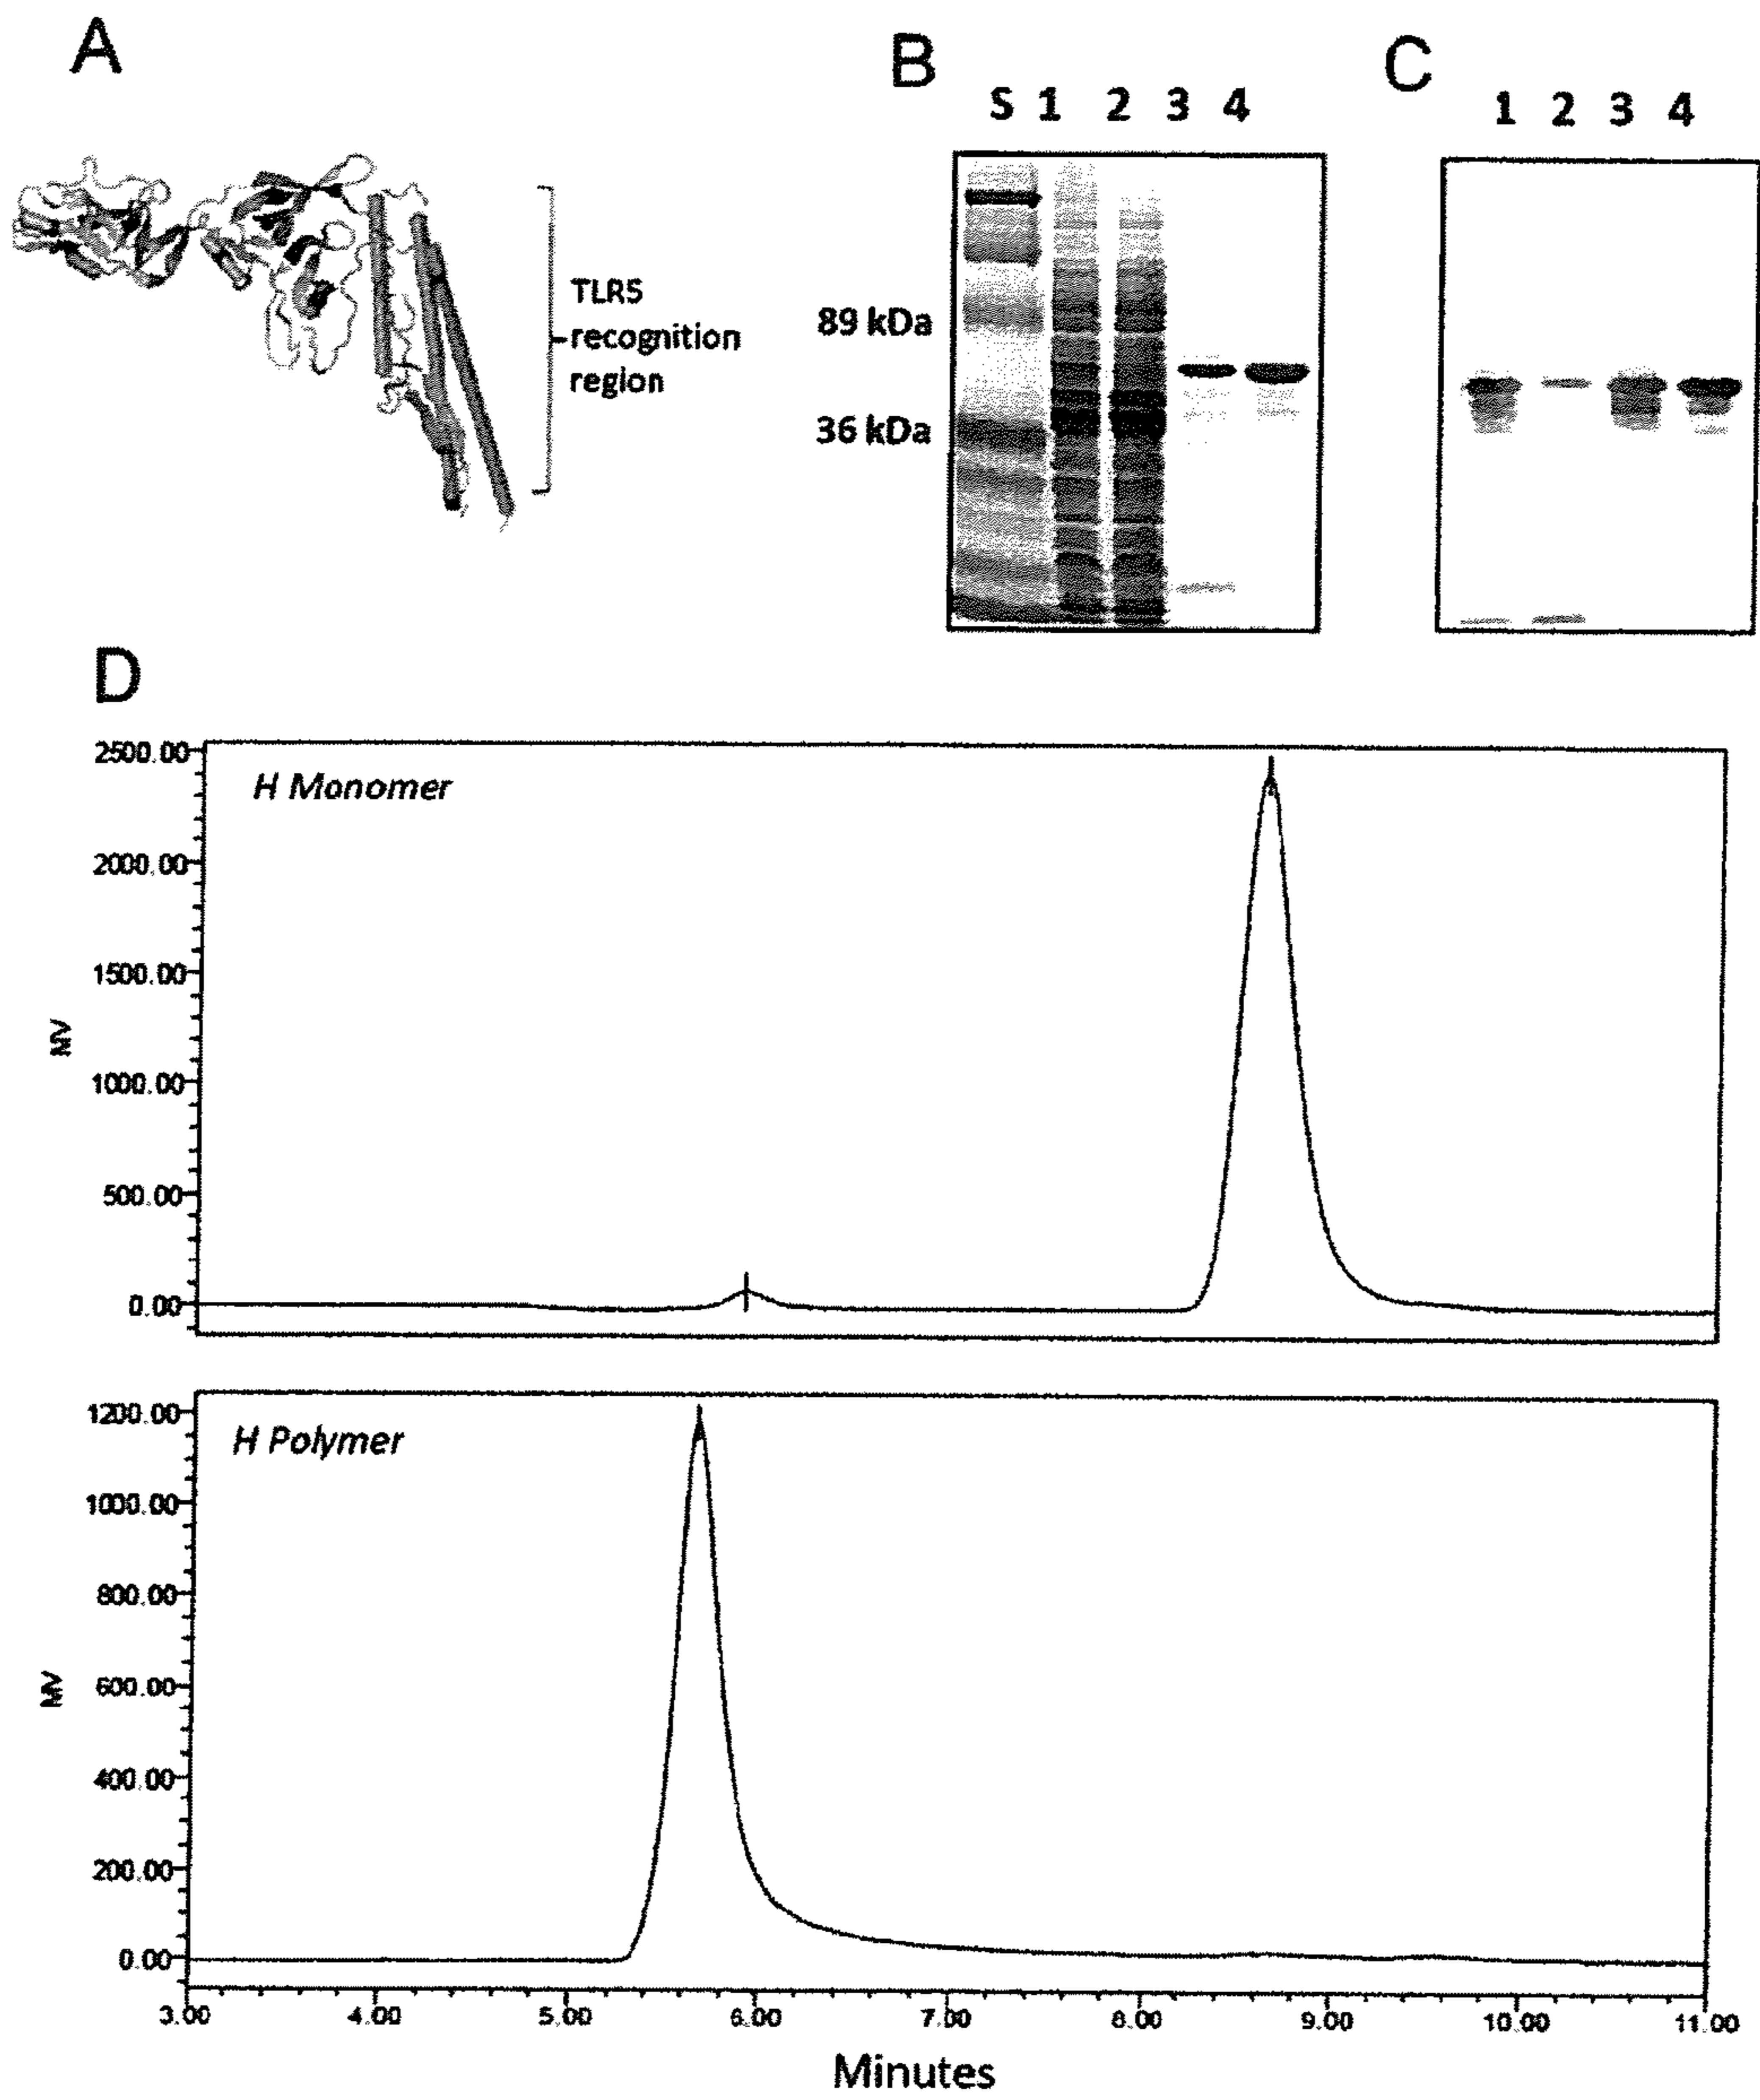 A
B
C
S 1 2 3 4
1 2 3 4
TLR5
recognition
region
89 kDa
36 kDa
D
H Monomer
2500.00
2000.00
1500.00
1000.00
500.00
0.00
MV
H Polymer
1200.00
1000.00
800.00
600.00
400.00
200.00
0.00
MV
3.00 4.00 5.00 6.00 7.00 8.00 9.00 10.00 11.00
Minutes